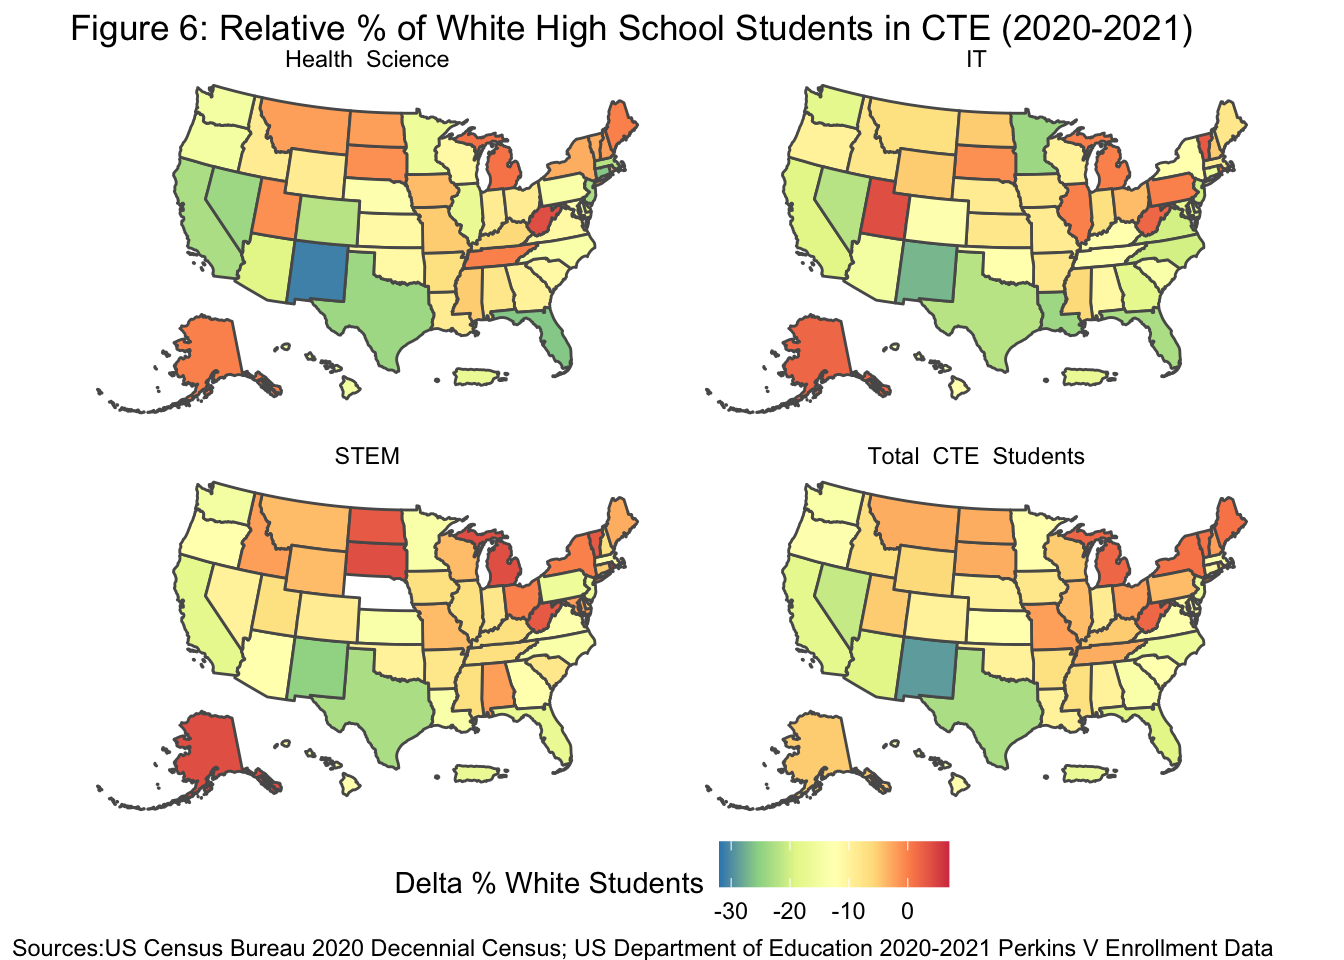 Figure 6: Relative % of White High School Students in CTE (2020-2021)
Health Science
IT
STEM
Total CTE Students
Delta % White Students
-30 -20 -10 0
Sources:US Census Bureau 2020 Decennial Census; US Department of Education 2020-2021 Perkins V Enrollment Data